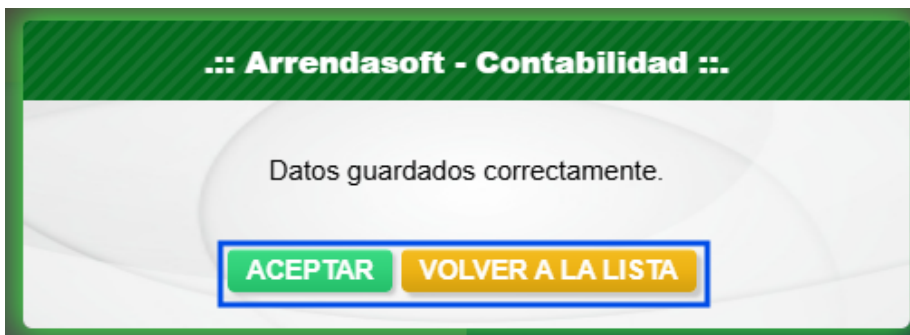 .:: Arrendasoft - Contabilidad ::.
Datos guardados correctamente.
ACEPTAR VOLVER A LA LISTA